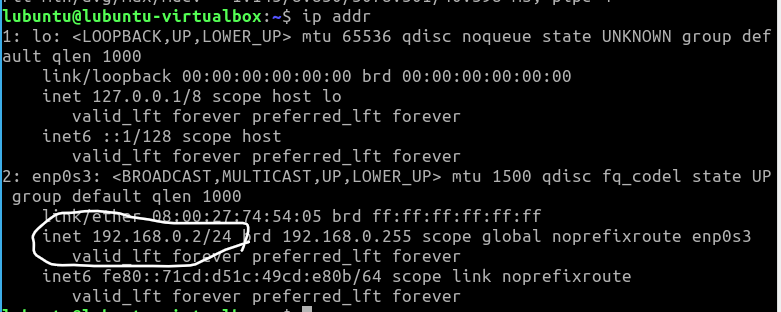 lubuntu@lubuntu-virtualbox:~$ ip addr
1: lo: <LOOPBACK,UP,LOWER_UP> mtu 65536 qdisc noqueue state UNKNOWN group def
ault qlen 1000
link/loopback 00:00:00:00:00:00 brd 00:00:00:00:00:00
inet 127.0.0.1/8 scope host lo
valid_lft forever preferred_lft forever
inet6 ::1/128 scope host
valid_lft forever preferred_lft forever
2: enp0s3: <BROADCAST,MULTICAST,UP,LOWER_UP> mtu 1500 qdisc fq_codel state UP
group default qlen 1000
link/ether 08:00:27:74:54:05 brd ff:ff:ff:ff:ff:ff
inet 192.168.0.2/24 brd 192.168.0.255 scope global noprefixroute enp0s3
valid_lft forever preferred_lft forever
inet6 fe80::71cd:d51c:49cd:e80b/64 scope link noprefixroute
valid_lft forever preferred_lft forever